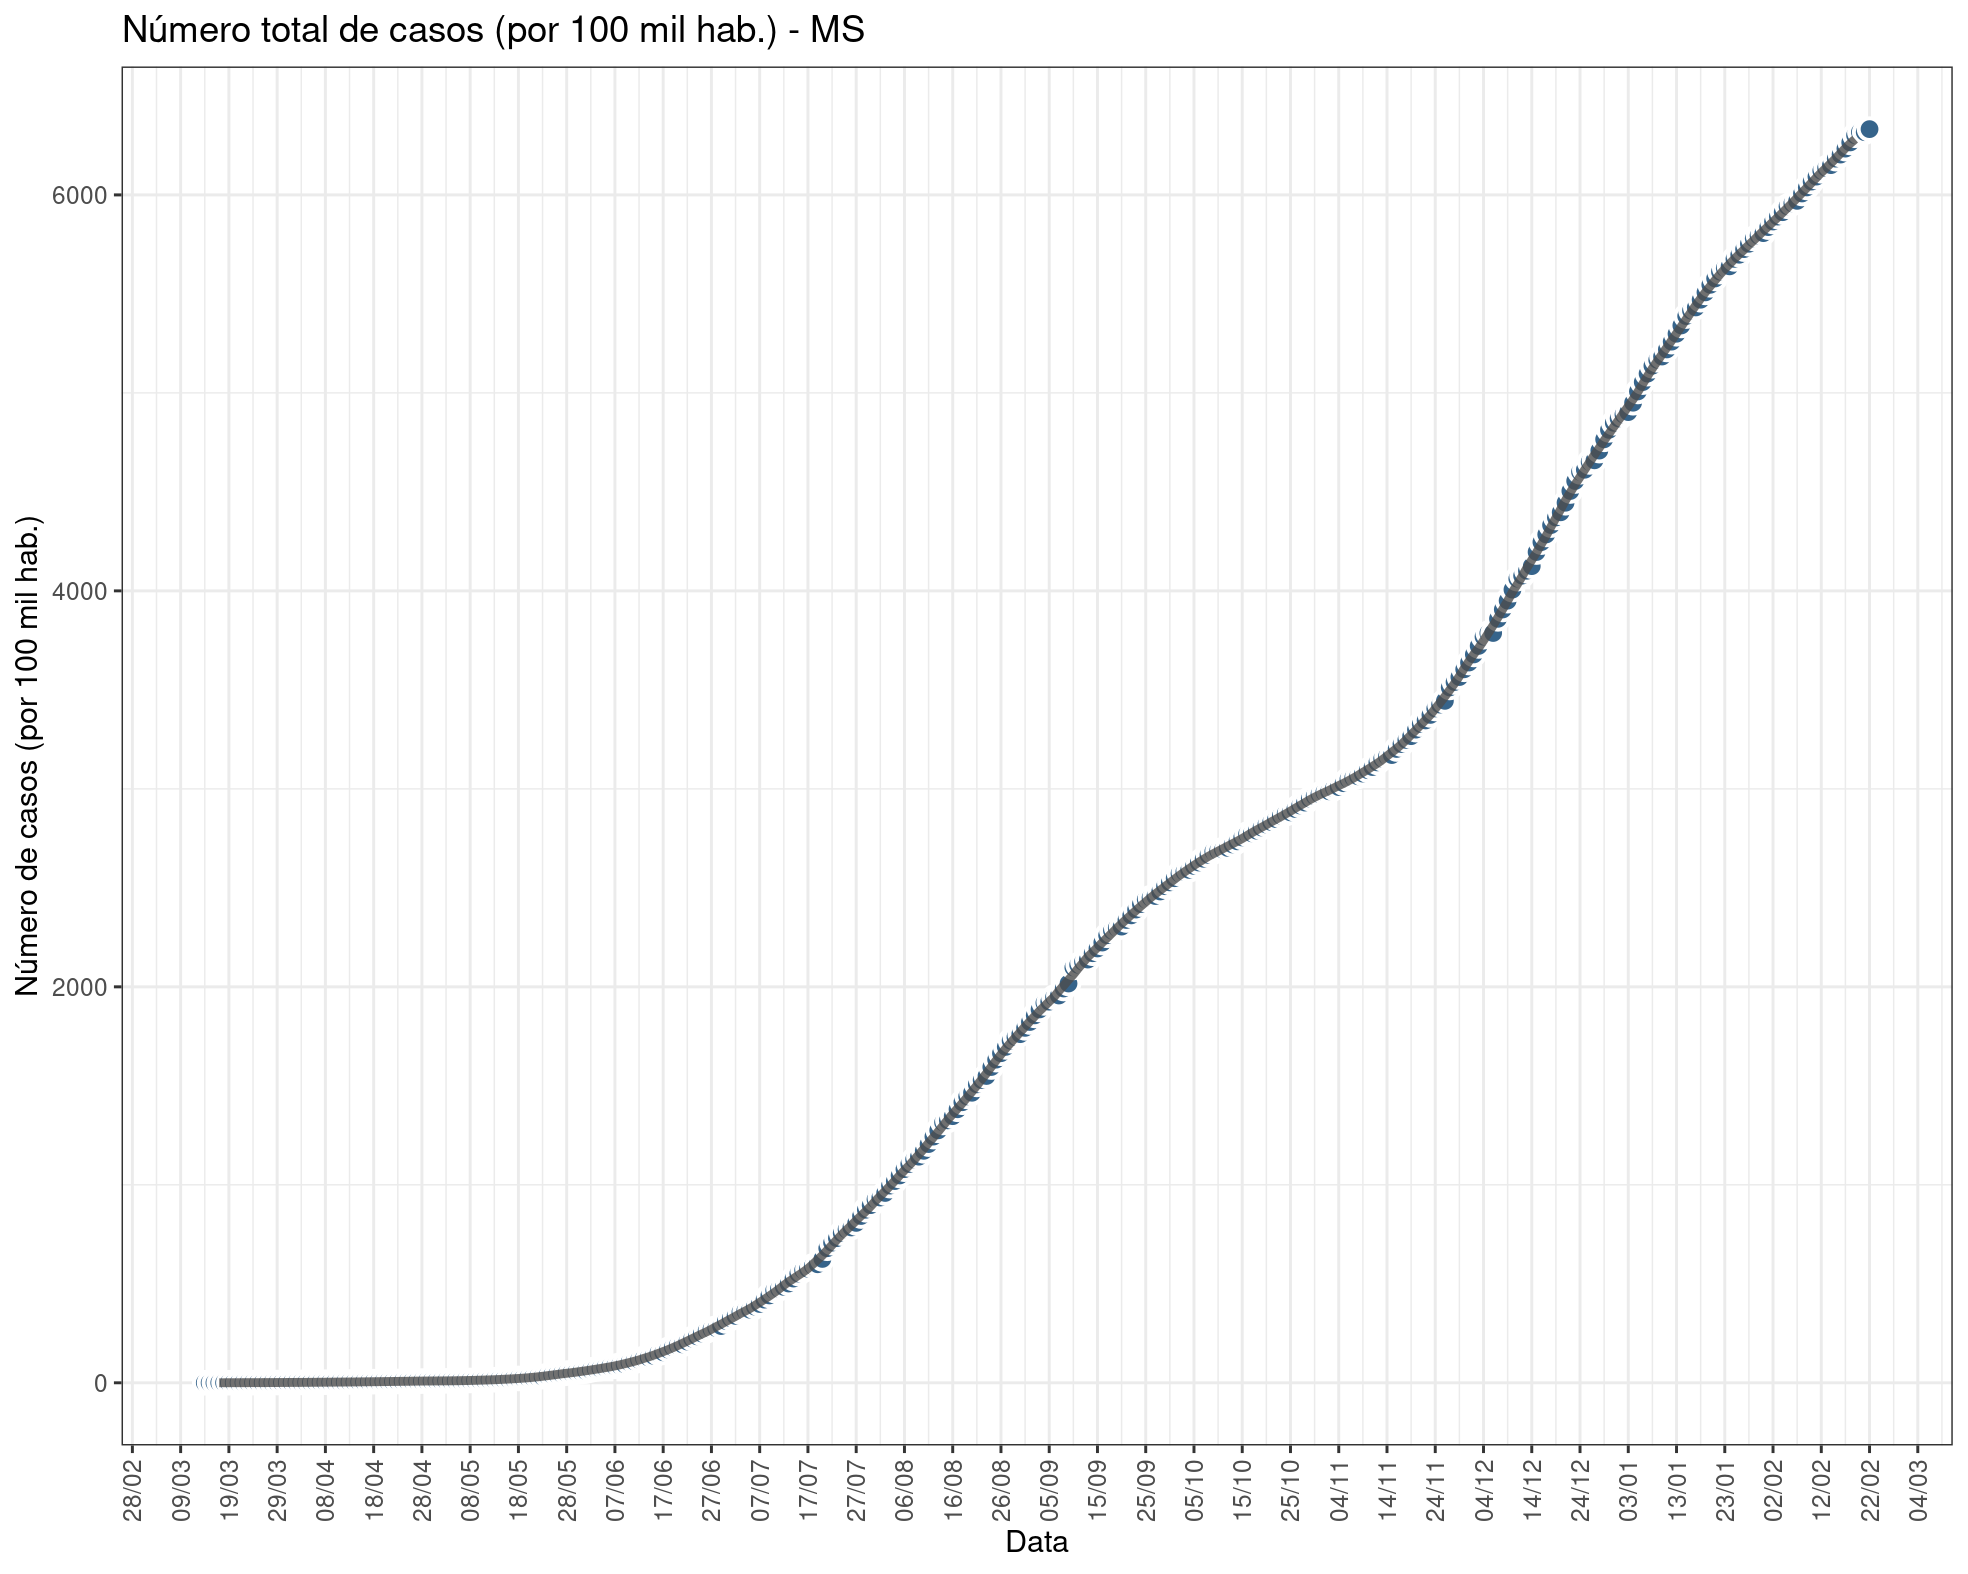 Número total de casos (por 100 mil hab.) - MS
Número de casos (por 100 mil hab.)
6000
4000
2000
0
28/02 09/03 19/03 29/03 08/04 18/04 28/04 08/05 18/05 28/05 07/06 17/06 27/06 07/07 17/07 27/07 06/08 16/08 26/08 05/09 15/09 25/09 05/10 15/10 25/10 04/11 14/11 24/11 04/12 14/12 24/12 03/01 13/01 23/01 02/02 12/02 22/02 04/03
Data